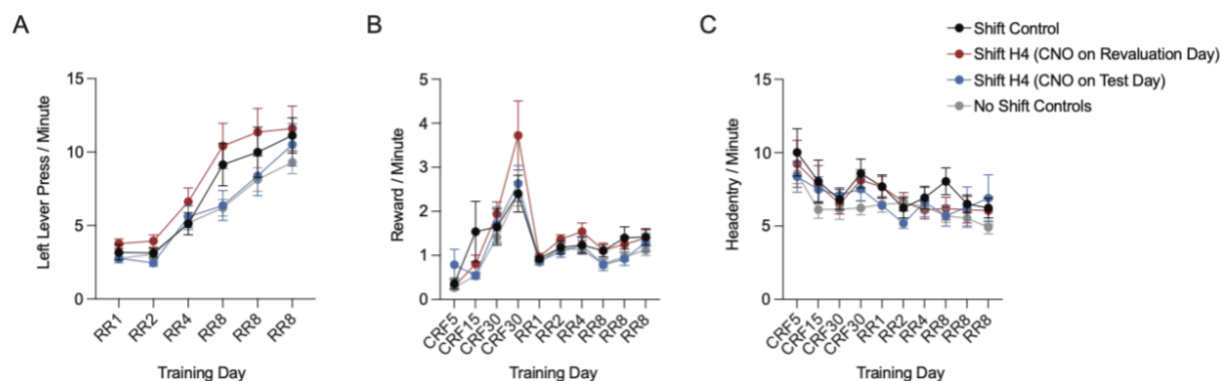 A
B
C
Shift Control
Shift H4 (CNO on Revaluation Day)
Shift H4 (CNO on Test Day)
No Shift Controls
Left Lever Press / Minute
15
10
5
0
RR1
RR2
RR4
RR8
RR8
RR8
Training Day
Reward / Minute
5
4
3
2
1
0
CRF5
CRF15
CRF30
CRF30
RR1
RR2
RR4
RR8
RR8
RR8
Training Day
Headentry / Minute
15
10
5
0
CRF5
CRF15
CRF30
CRF30
RR1
RR2
RR4
RR8
RR8
RR8
Training Day